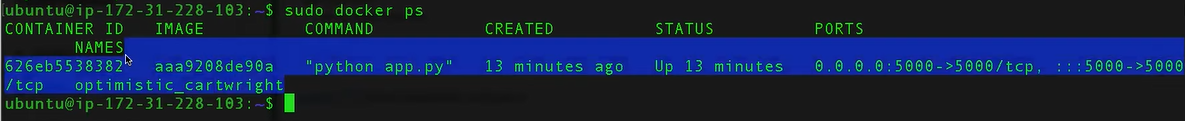 ubuntu@ip-172-31-228-103:~$ sudo docker ps
CONTAINER ID   IMAGE          COMMAND           CREATED          STATUS          PORTS
       NAMES
626eb5538382   aaa9208de90a   "python app.py"   13 minutes ago   Up 13 minutes   0.0.0.0:5000->5000/tcp, :::5000->5000
/tcp   optimistic_cartwright
ubuntu@ip-172-31-228-103:~$